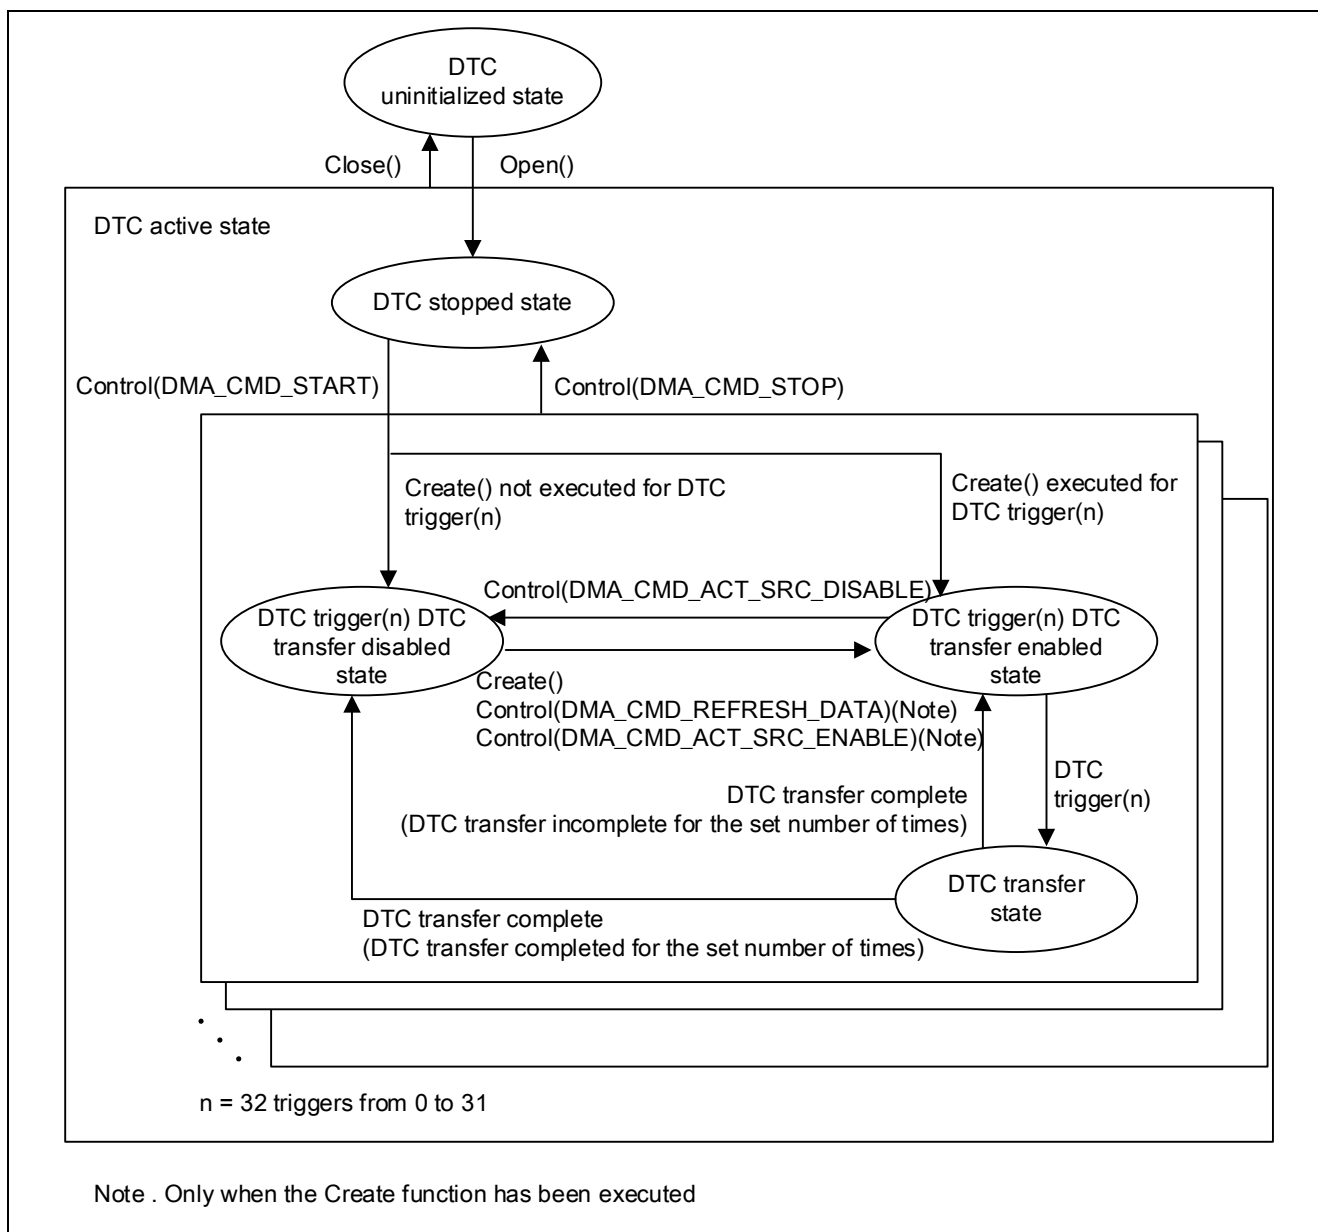 DTC
uninitialized state
Close()
Open()
DTC active state
DTC stopped state
Control(DMA_CMD_START)
Control(DMA_CMD_STOP)
Create() not executed for DTC
trigger(n)
Create() executed for
DTC trigger(n)
Control(DMA_CMD_ACT_SRC_DISABLE)
DTC trigger(n) DTC
transfer disabled
state
DTC trigger(n) DTC
transfer enabled
state
Create()
Control(DMA_CMD_REFRESH_DATA)(Note)
Control(DMA_CMD_ACT_SRC_ENABLE)(Note)
DTC
trigger(n)
DTC transfer complete
(DTC transfer incomplete for the set number of times)
DTC transfer
state
DTC transfer complete
(DTC transfer completed for the set number of times)
n = 32 triggers from 0 to 31
Note . Only when the Create function has been executed